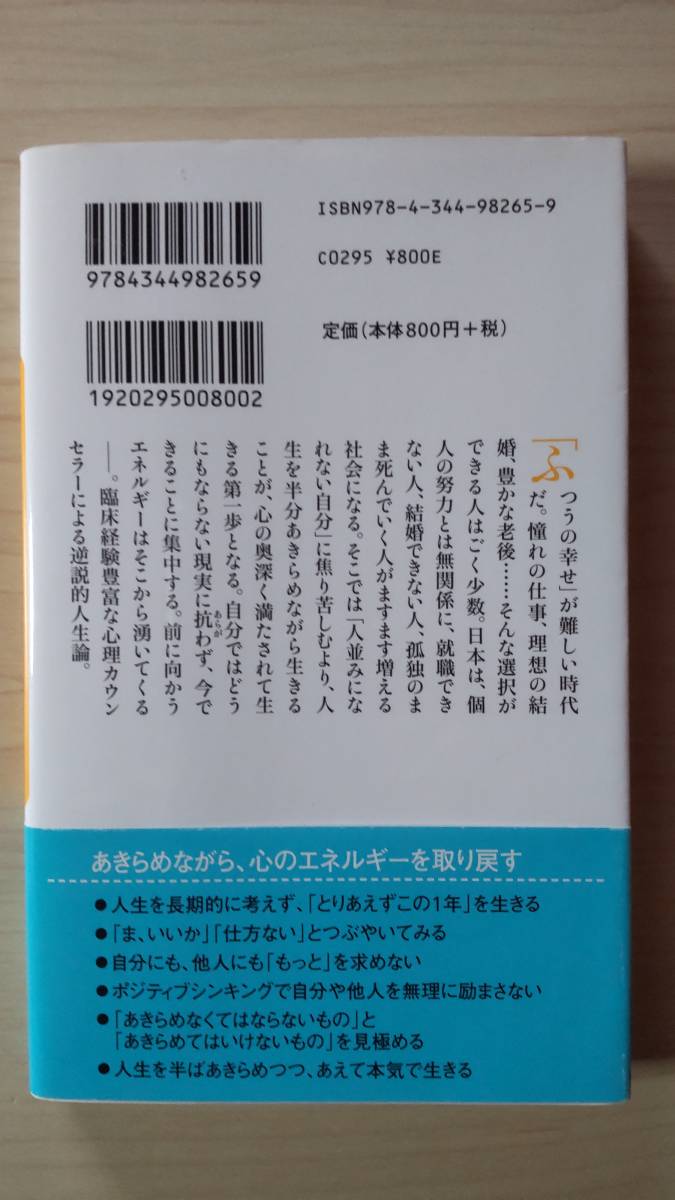 ISBN978-4-344-98265-9
C0295 ¥800E
9784344982659
定価(本体800円+税)
1920295008002
「ふつうの幸せ」が難しい時代
だ。憧れの仕事、理想の結
婚、豊かな老後……そんな選択が
できる人はごく少数。日本は、個
人の努力とは無関係に、就職でき
ない人、結婚できない人、孤独のま
ま死んでいく人がますます増える
社会になる。そこでは「人並みにな
れない自分」に焦り苦しむより、人
生を半分あきらめながら生きる
ことが、心の奥深く満たされて生
きる第一歩となる。自分ではどう
にもならない現実に抗わず、今で
あらが
きることに集中する。前に向かう
エネルギーはそこから湧いてくる
――。臨床経験豊富な心理カウン
セラーによる逆説的人生論。
あきらめながら、心のエネルギーを取り戻す
●人生を長期的に考えず、「とりあえずこの1年」を生きる
●「ま、いいか」「仕方ない」とつぶやいてみる
●自分にも、他人にも「もっと」を求めない
●ポジティブシンキングで自分や他人を無理に励まさない
●「あきらめなくてはならないもの」と
「あきらめてはいけないもの」を見極める
●人生を半ばあきらめつつ、あえて本気で生きる